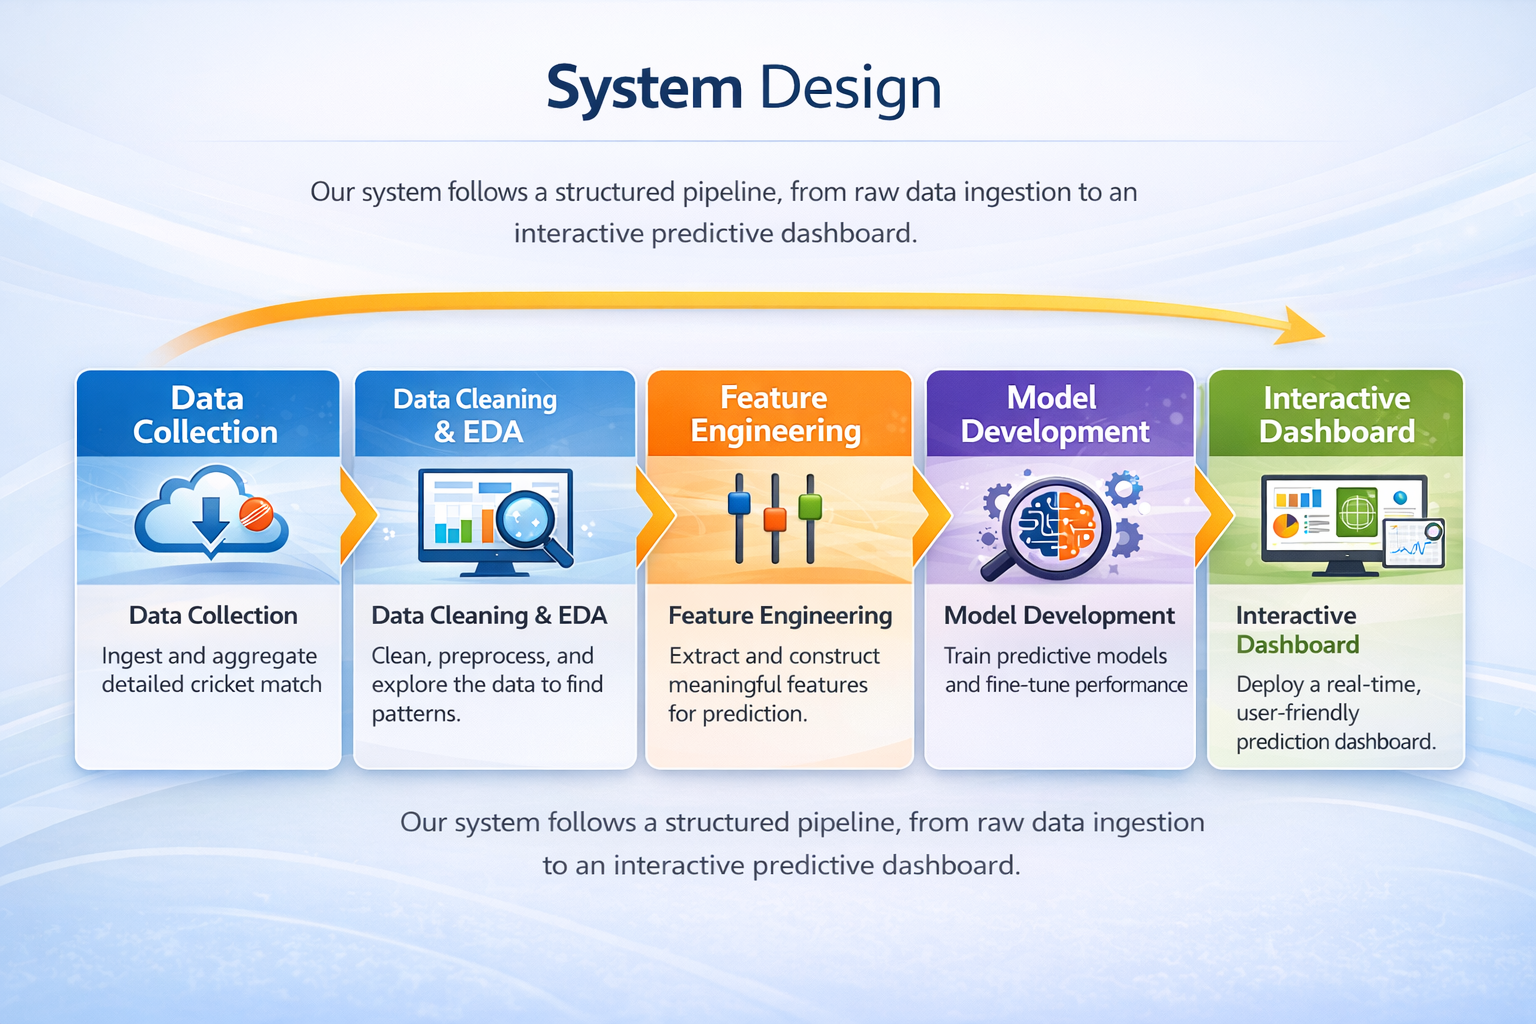 System Design
Our system follows a structured pipeline, from raw data ingestion to an
interactive predictive dashboard.
Data
Collection
Data Cleaning
& EDA
Feature
Engineering
Model
Development
Interactive
Dashboard
Data Collection
Ingest and aggregate
detailed cricket match
Data Cleaning & EDA
Clean, preprocess, and
explore the data to find
patterns.
Feature Engineering
Extract and construct
meaningful features
for prediction.
Model Development
Train predictive models
and fine-tune performance
Interactive
Dashboard
Deploy a real-time,
user-friendly
prediction dashboard.
Our system follows a structured pipeline, from raw data ingestion
to an interactive predictive dashboard.